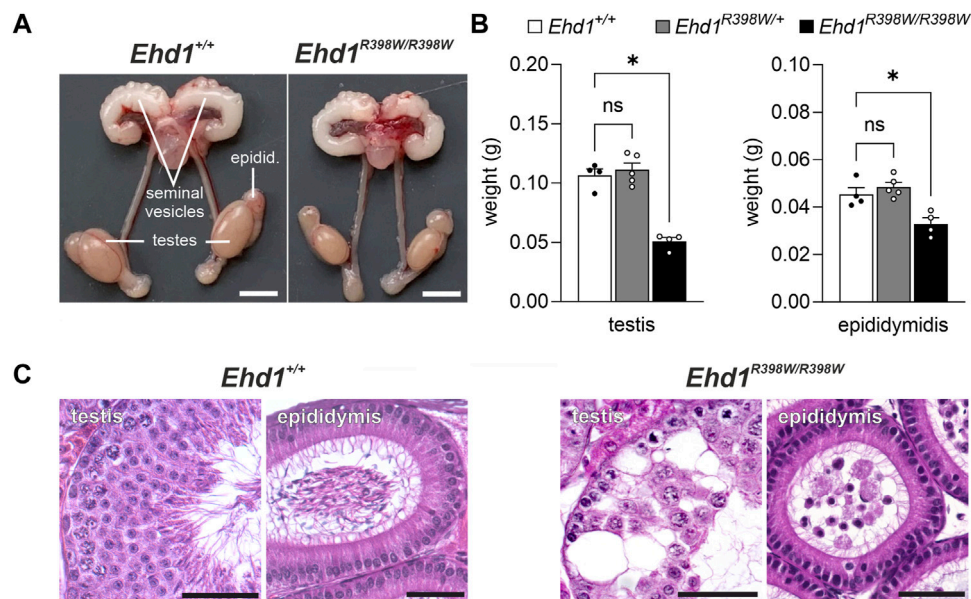 A
Ehd1+/+
Ehd1R398W/R398W
epidid.
seminal
vesicles
testes
B
Ehd1+/+
Ehd1R398W/+
Ehd1R398W/R398W
weight (g)
0.20
0.15
0.10
0.05
0.00
*
ns
testis
weight (g)
0.10
0.08
0.06
0.04
0.02
0.00
*
ns
epididymidis
C
Ehd1+/+
Ehd1R398W/R398W
testis
epididymis
testis
epididymis